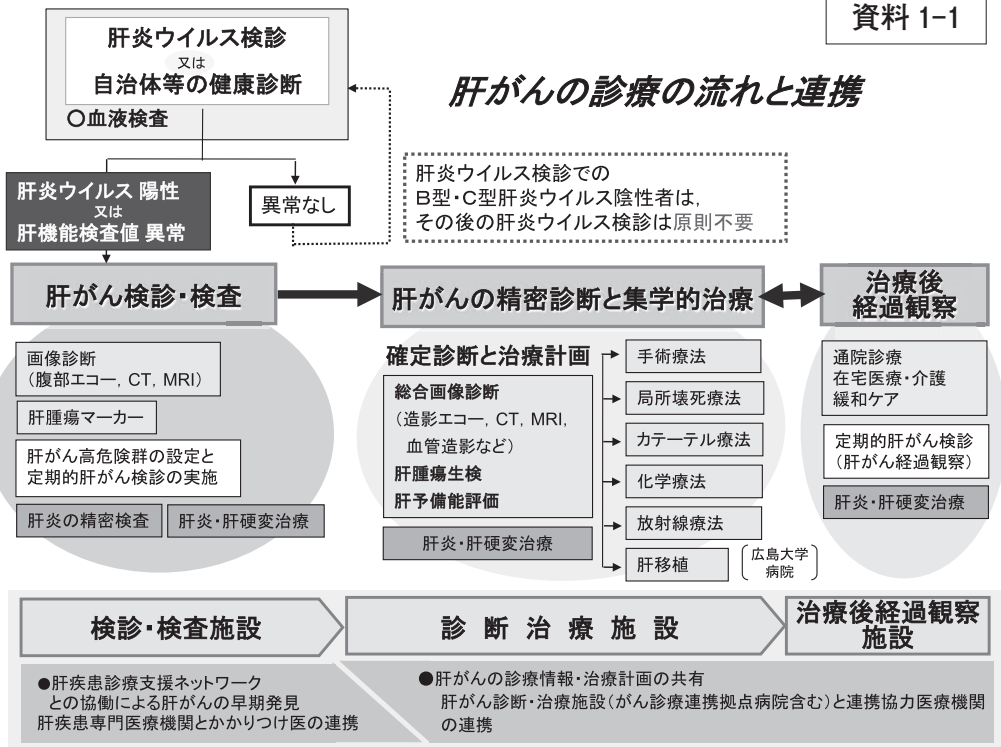 資料 1-1
肝炎ウイルス検診
又は
自治体等の健康診断
〇血液検査
肝がんの診療の流れと連携
肝炎ウイルス 陽性
又は
肝機能検査値 異常
異常なし
肝炎ウイルス検診での
B型・C型肝炎ウイルス陰性者は,
その後の肝炎ウイルス検診は原則不要
肝がん検診・検査
画像診断
（腹部エコー, CT, MRI）
肝腫瘍マーカー
肝がん高危険群の設定と
定期的肝がん検診の実施
肝炎の精密検査
肝炎・肝硬変治療
肝がんの精密診断と集学的治療
確定診断と治療計画
総合画像診断
（造影エコー, CT, MRI,
血管造影など）
肝腫瘍生検
肝予備能評価
肝炎・肝硬変治療
手術療法
局所壊死療法
カテーテル療法
化学療法
放射線療法
肝移植
広島大学
病院
治療後
経過観察
通院診療
在宅医療・介護
緩和ケア
定期的肝がん検診
（肝がん経過観察）
肝炎・肝硬変治療
検診・検査施設
診 断 治 療 施 設
治療後経過観察
施設
●肝疾患診療支援ネットワーク
との協働による肝がんの早期発見
肝疾患専門医療機関とかかりつけ医の連携
●肝がんの診療情報・治療計画の共有
肝がん診断・治療施設（がん診療連携拠点病院含む）と連携協力医療機関
の連携